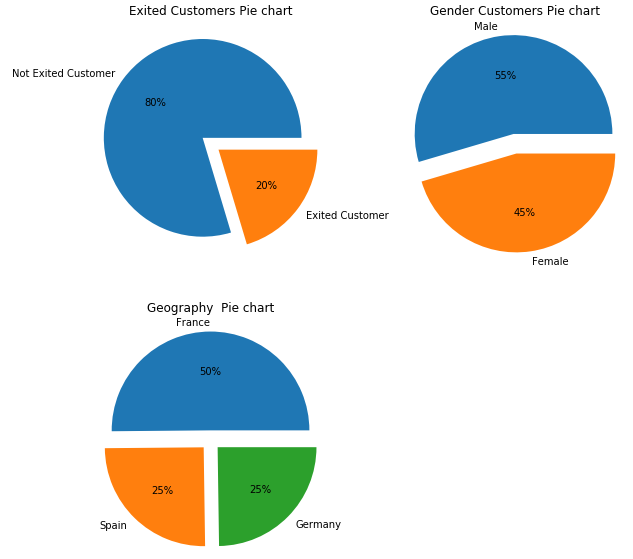 Exited Customers Pie chart
Not Exited Customer
80%
20%
Exited Customer
Gender Customers Pie chart
Male
55%
45%
Female
Geography  Pie chart
France
50%
25%
25%
Spain
Germany